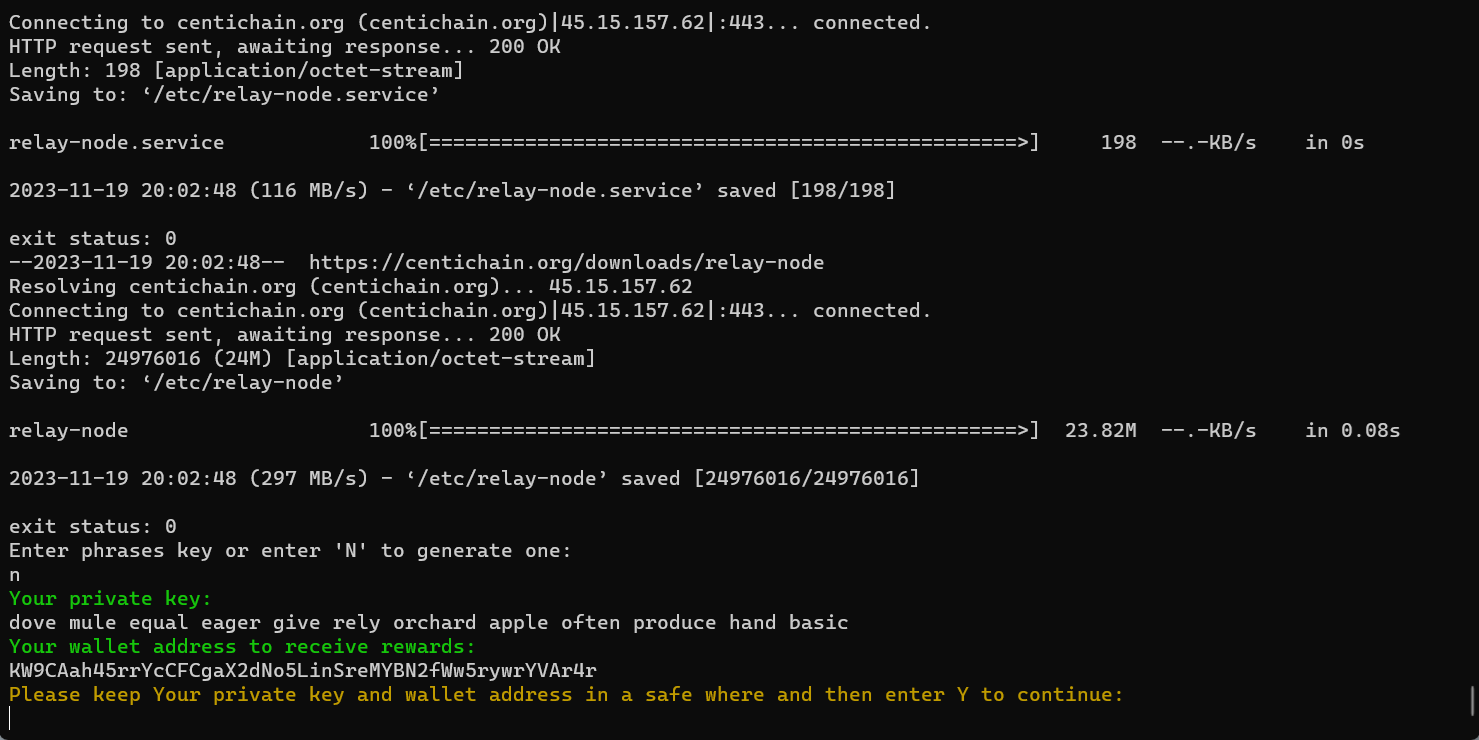 Connecting to centichain.org (centichain.org)|45.15.157.62|:443... connected.
HTTP request sent, awaiting response... 200 OK
Length: 198 [application/octet-stream]
Saving to: ‘/etc/relay-node.service’
relay-node.service 100%[=================================================>] 198 --.-KB/s in 0s
2023-11-19 20:02:48 (116 MB/s) - ‘/etc/relay-node.service’ saved [198/198]
exit status: 0
--2023-11-19 20:02:48-- https://centichain.org/downloads/relay-node
Resolving centichain.org (centichain.org)... 45.15.157.62
Connecting to centichain.org (centichain.org)|45.15.157.62|:443... connected.
HTTP request sent, awaiting response... 200 OK
Length: 24976016 (24M) [application/octet-stream]
Saving to: ‘/etc/relay-node’
relay-node 100%[=================================================>] 23.82M --.-KB/s in 0.08s
2023-11-19 20:02:48 (297 MB/s) - ‘/etc/relay-node’ saved [24976016/24976016]
exit status: 0
Enter phrases key or enter 'N' to generate one:
n
Your private key:
dove mule equal eager give rely orchard apple often produce hand basic
Your wallet address to receive rewards:
KW9CAah45rrYcCFCgaX2dNo5LinSreMYBN2fWw5rywrYVAr4r
Please keep Your private key and wallet address in a safe where and then enter Y to continue: